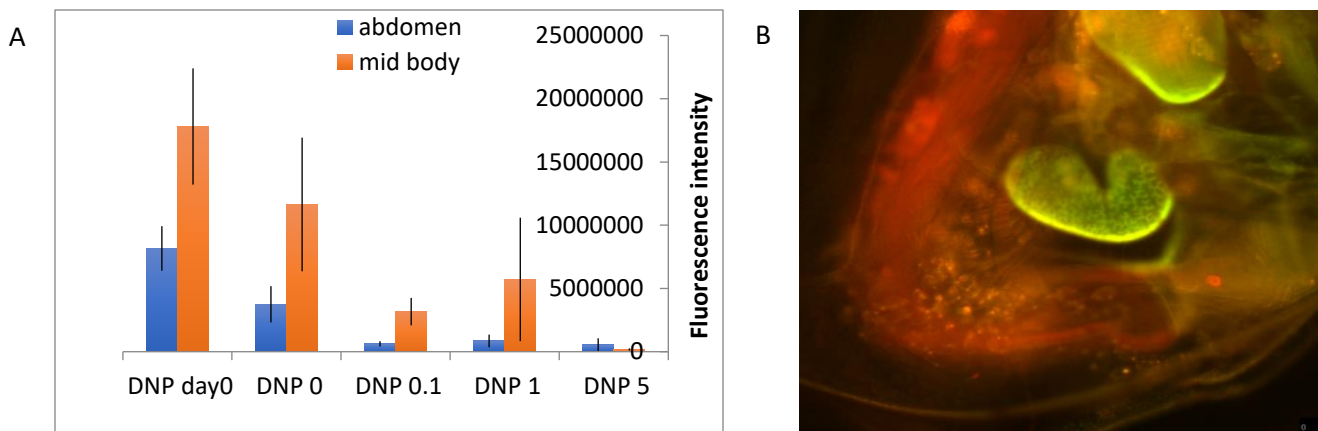 A
abdomen
mid body
25000000
20000000
15000000
10000000
5000000
0
Fluorescence intensity
DNP day0
DNP 0
DNP 0.1
DNP 1
DNP 5
B
0